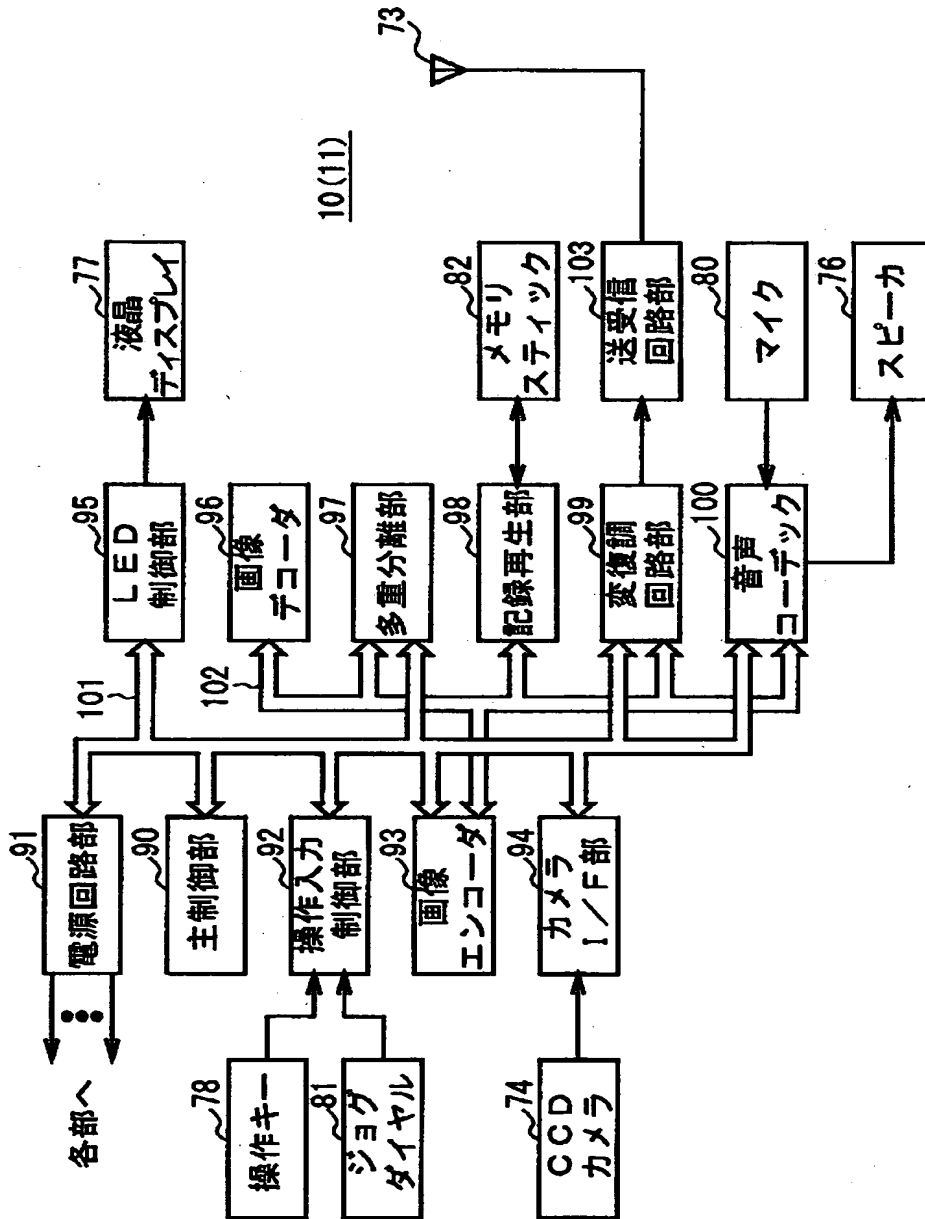 10(11)
73
77
液晶
ディスプレイ
82
メモリ
スティック
103
送受信
回路部
80
マイク
76
スピーカ
95
LED
制御部
96
画像
デコーダ
97
多重分離部
98
記録再生部
99
変復調
回路部
100
音声
コーデック
101
102
91
電源回路部
90
主制御部
92
操作入力
制御部
93
画像
エンコーダ
94
カメラ
I/F部
各部へ
78
操作キー
81
ジョグ
ダイヤル
74
CCD
カメラ